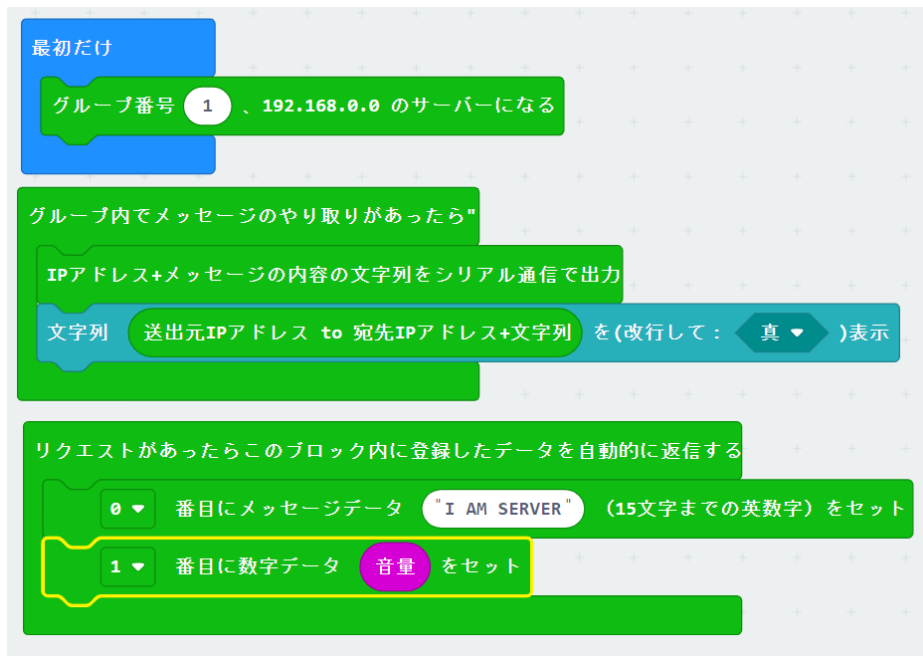 最初だけ
グループ番号 1 、192.168.0.0 のサーバーになる
グループ内でメッセージのやり取りがあったら"
IPアドレス+メッセージの内容の文字列をシリアル通信で出力
文字列 送出元IPアドレス to 宛先IPアドレス+文字列 を(改行して: 真 )表示
リクエストがあったらこのブロック内に登録したデータを自動的に返信する
0 番目にメッセージデータ "I AM SERVER" (15文字までの英数字) をセット
1 番目に数字データ 音量 をセット